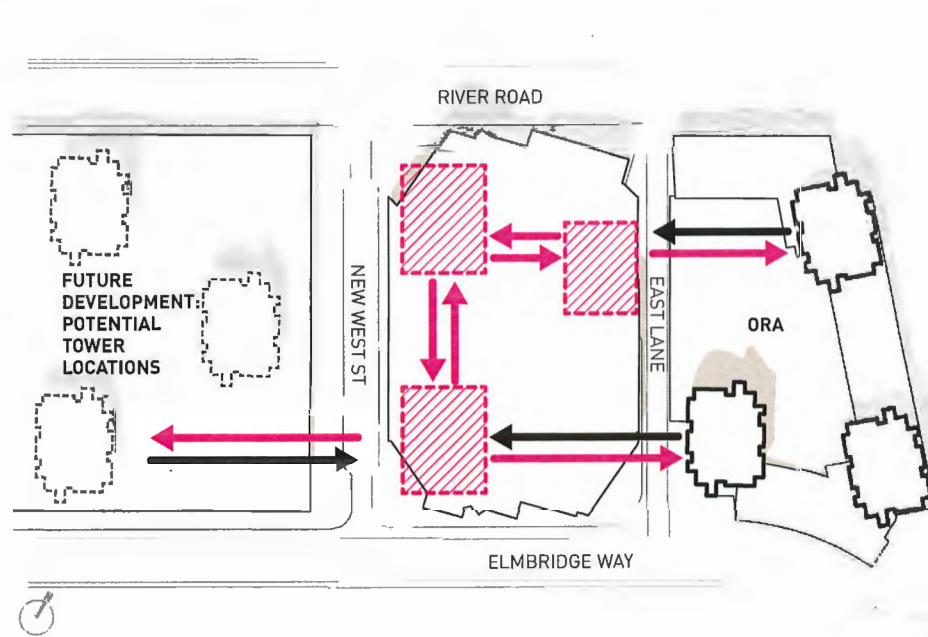 RIVER ROAD
FUTURE
DEVELOPMENT:
POTENTIAL
TOWER
LOCATIONS
NEW WEST ST
EAST LANE
ORA
ELMBRIDGE WAY